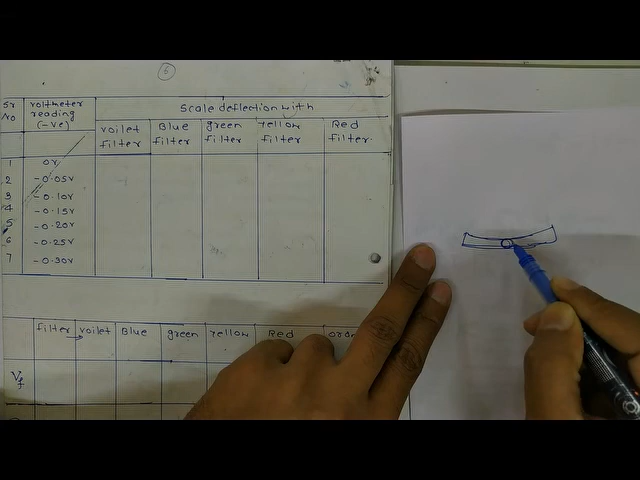 6
Sr No voltmeter reading (-ve) Scale deflection with
voilet filter Blue filter green filter Yellow filter Red filter
1 0V
2 -0.05V
3 -0.10V
4 -0.15V
5 -0.20V
6 -0.25V
7 -0.30V
filter → voilet Blue green Yellow Red
Vf